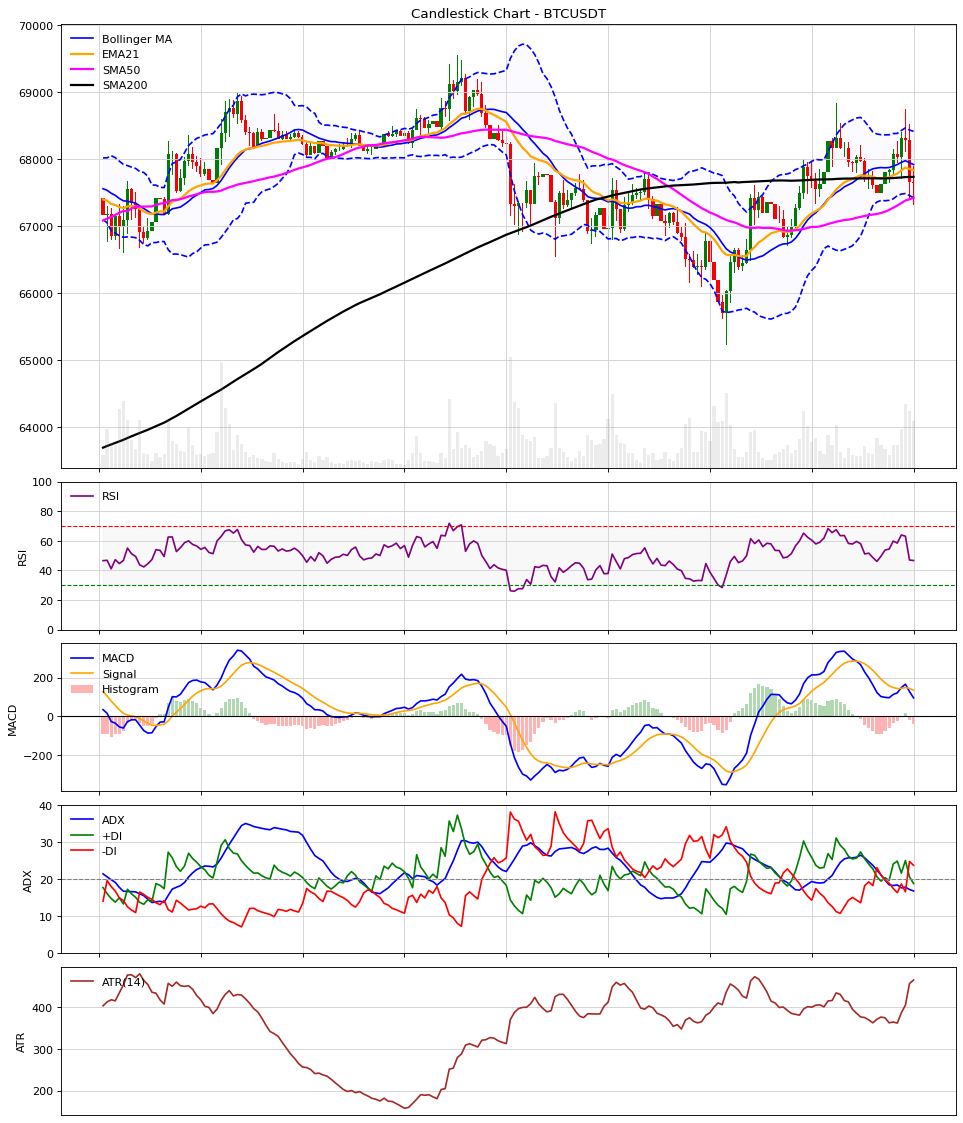 Candlestick Chart - BTCUSDT
70000
69000
68000
67000
66000
65000
64000
Bollinger MA
EMA21
SMA50
SMA200
100
80
60
40
20
0
RSI
RSI
200
0
−200
MACD
MACD
Signal
Histogram
40
30
20
10
0
ADX
ADX
+DI
-DI
400
300
200
ATR
ATR(14)